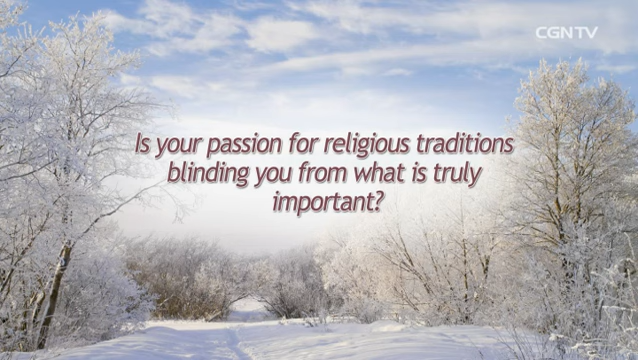 CGNTV
Is your passion for religious traditions
blinding you from what is truly
important?